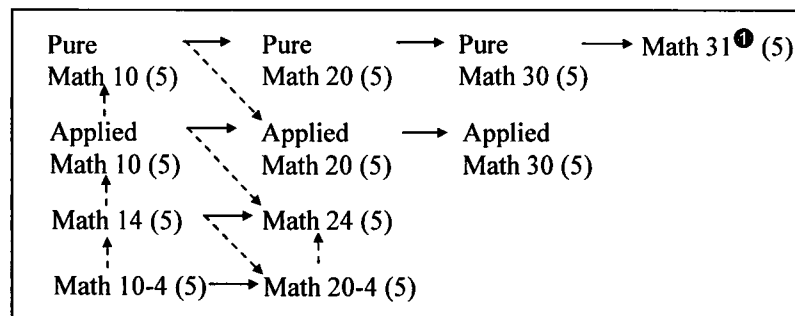 Pure Pure Pure Math 31❶ (5)
Math 10 (5) Math 20 (5) Math 30 (5)
Applied Applied Applied
Math 10 (5) Math 20 (5) Math 30 (5)
Math 14 (5) Math 24 (5)
Math 10-4 (5) Math 20-4 (5)